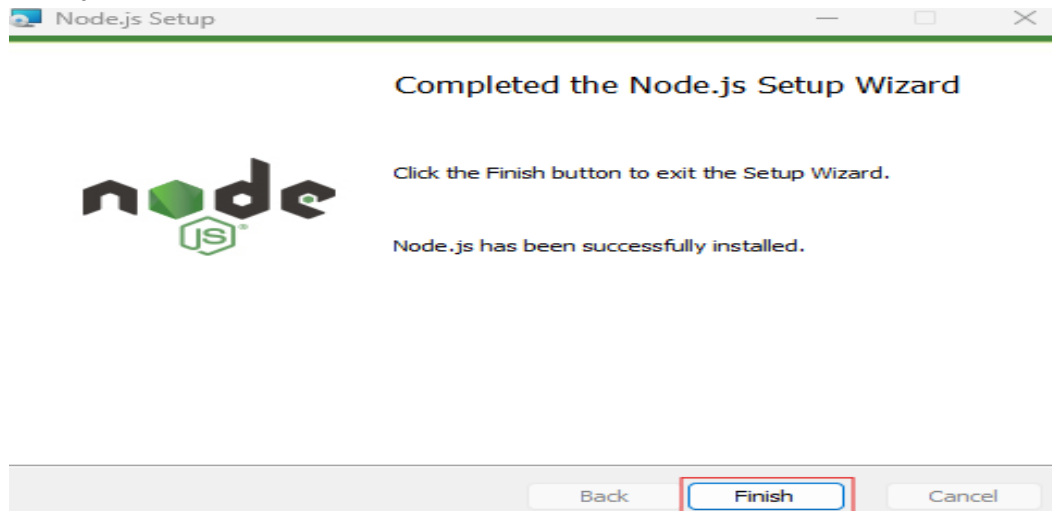 Node.js Setup
Completed the Node.js Setup Wizard
Click the Finish button to exit the Setup Wizard.
node
JS
Node.js has been successfully installed.
Back Finish Cancel